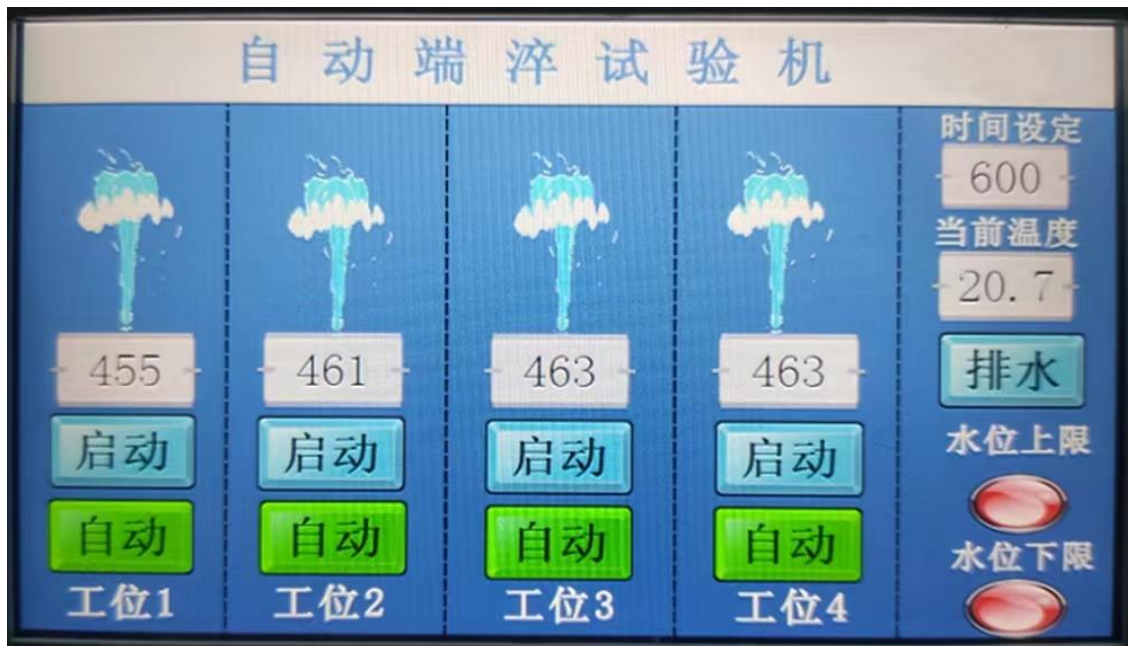 自动端淬试验机
时间设定
600
当前温度
20.7
455 461 463 463
排水
启动 启动 启动 启动
水位上限
自动 自动 自动 自动
水位下限
工位1 工位2 工位3 工位4